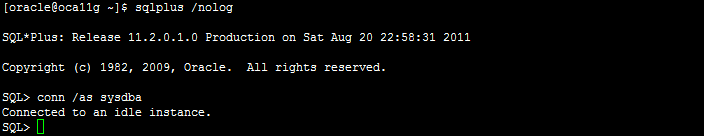 [oracle@oca11g ~]$ sqlplus /nolog
SQL*Plus: Release 11.2.0.1.0 Production on Sat Aug 20 22:58:31 2011
Copyright (c) 1982, 2009, Oracle.  All rights reserved.
SQL> conn /as sysdba
Connected to an idle instance.
SQL>